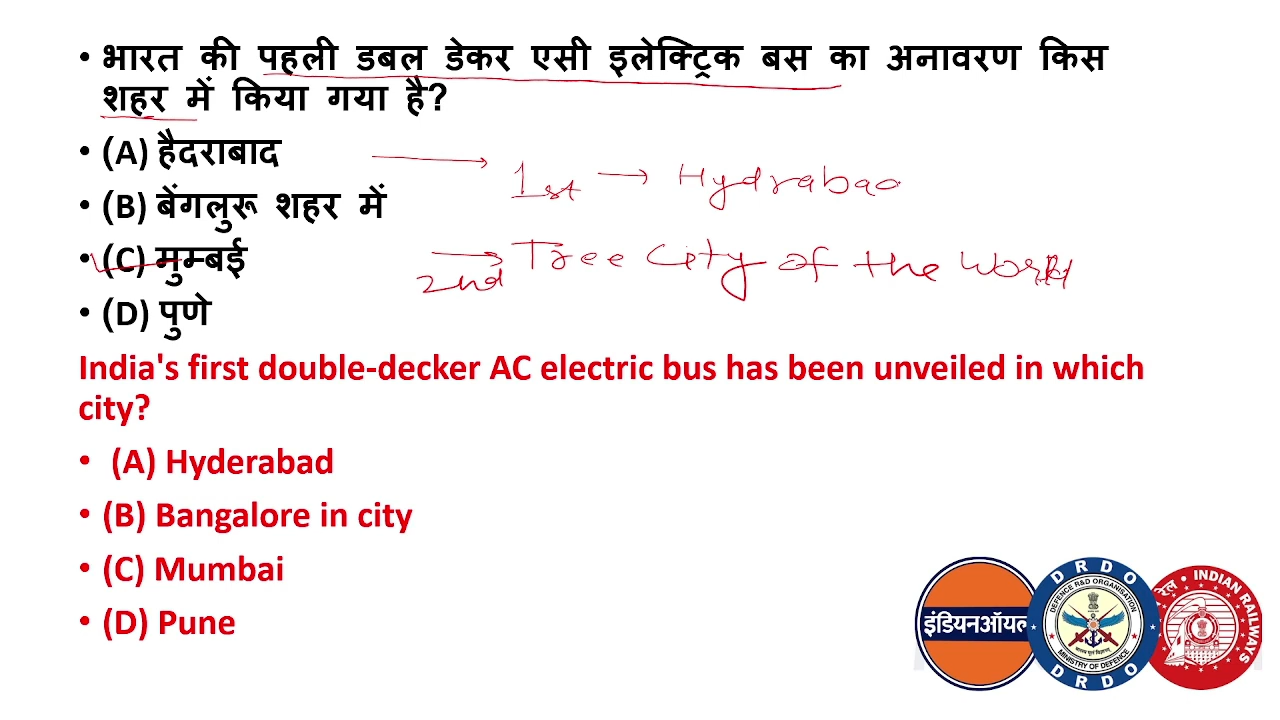 • भारत की पहली डबल डेकर एसी इलेक्ट्रिक बस का अनावरण किस
शहर में किया गया है?
• (A) हैदराबाद
1st → Hydrabad
• (B) बेंगलुरू शहर में
• (C) मुम्बई
2nd → Tree City of the World
• (D) पुणे
India's first double-decker AC electric bus has been unveiled in which
city?
• (A) Hyderabad
• (B) Bangalore in city
• (C) Mumbai
• (D) Pune
इंडियनऑयल
DRDO
DEFENCE R&D ORGANISATION
MINISTRY OF DEFENCE
DRDO
रेल • INDIAN RAILWAYS